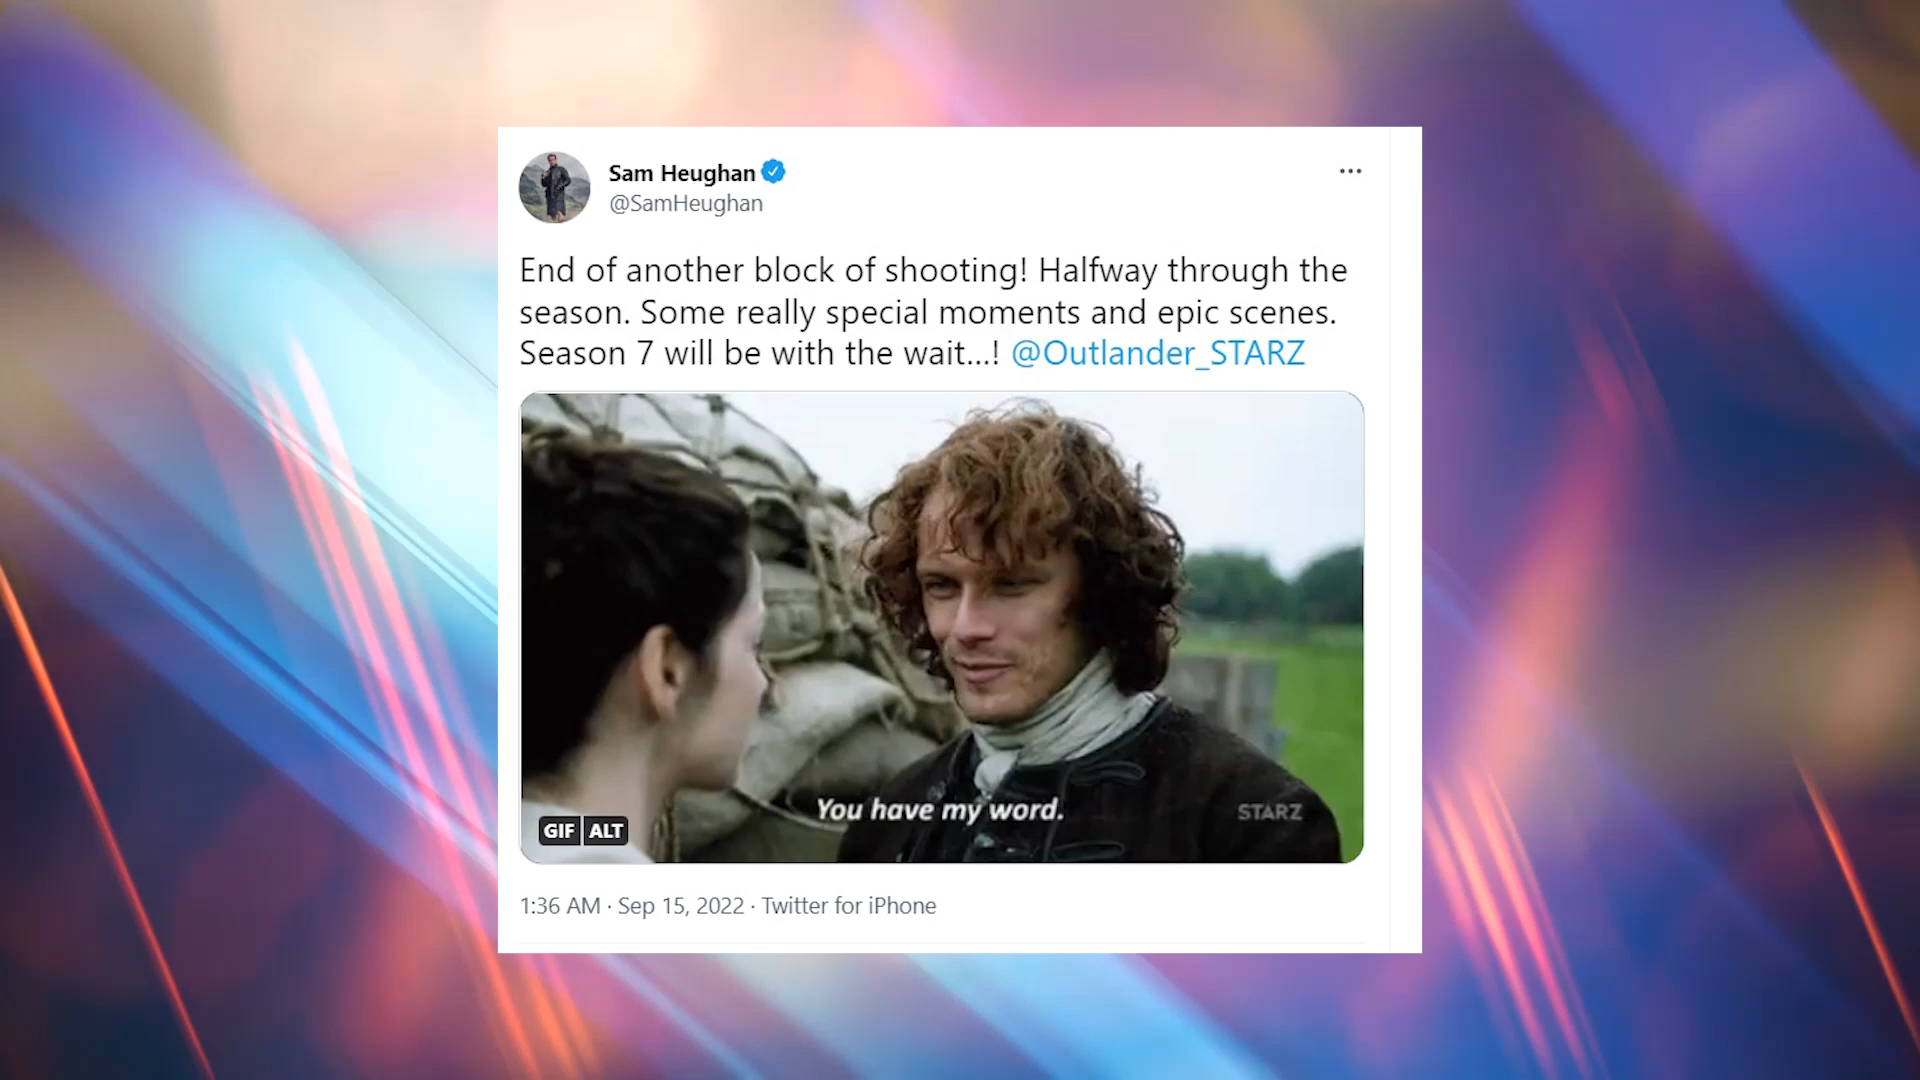 Sam Heughan
@SamHeughan
End of another block of shooting! Halfway through the
season. Some really special moments and epic scenes.
Season 7 will be with the wait...! @Outlander_STARZ
You have my word.
STARZ
GIF ALT
1:36 AM · Sep 15, 2022 · Twitter for iPhone